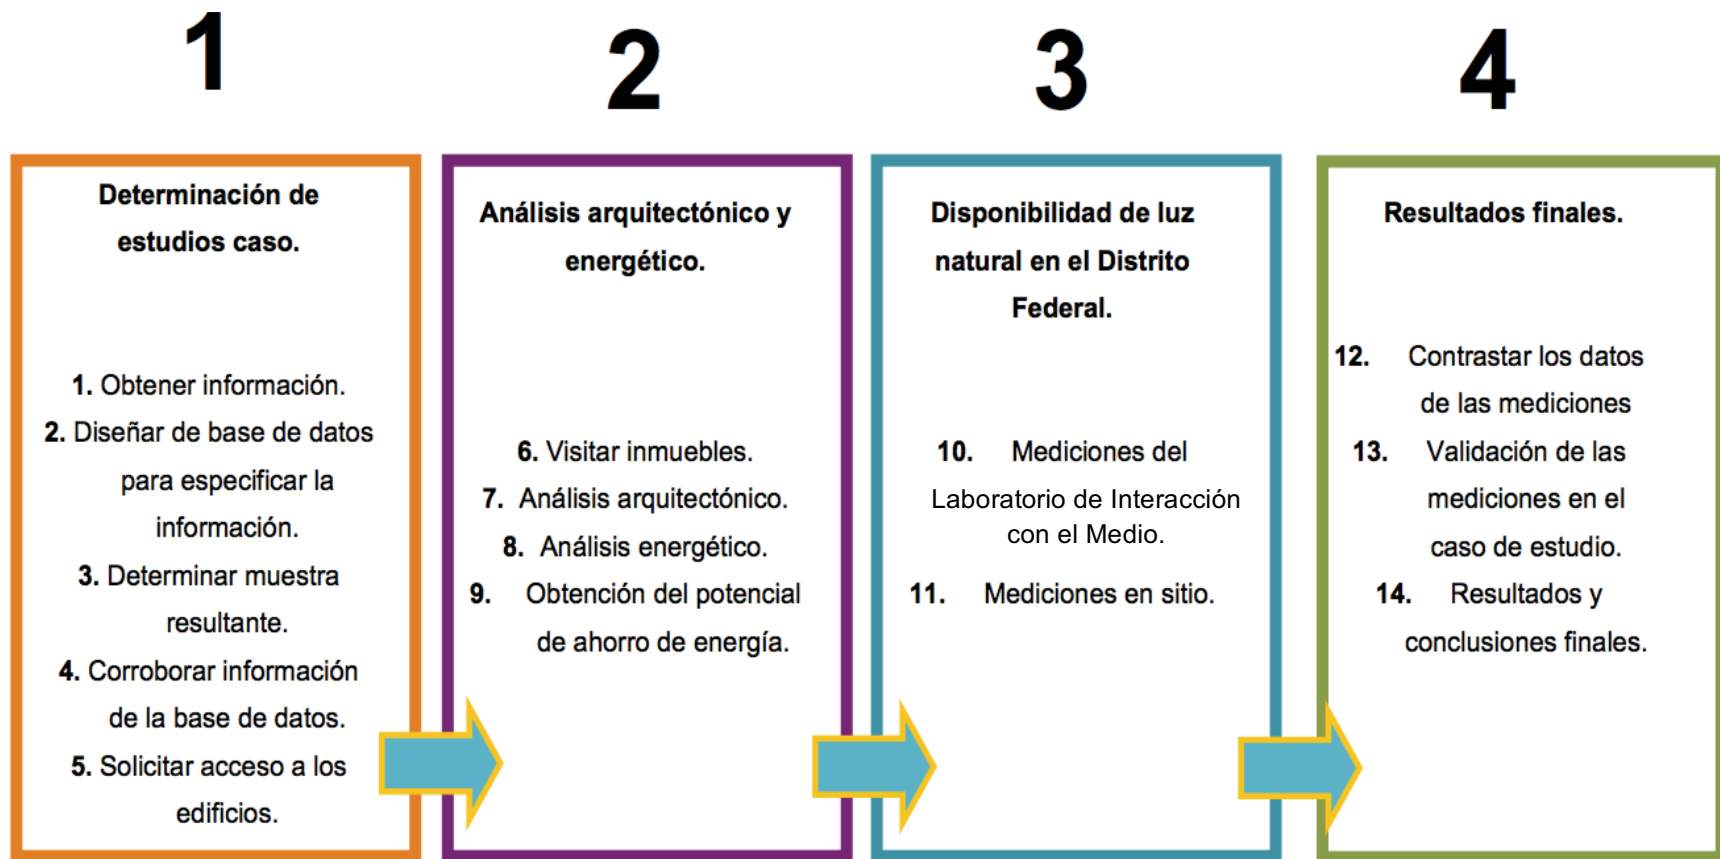 1
Determinación de
estudios caso.
1. Obtener información.
2. Diseñar de base de datos
para especificar la
información.
3. Determinar muestra
resultante.
4. Corroborar información
de la base de datos.
5. Solicitar acceso a los
edificios.
2
Análisis arquitectónico y
energético.
6. Visitar inmuebles.
7. Análisis arquitectónico.
8. Análisis energético.
9. Obtención del potencial
de ahorro de energía.
3
Disponibilidad de luz
natural en el Distrito
Federal.
10. Mediciones del
Laboratorio de Interacción
con el Medio.
11. Mediciones en sitio.
4
Resultados finales.
12. Contrastar los datos
de las mediciones
13. Validación de las
mediciones en el
caso de estudio.
14. Resultados y
conclusiones finales.